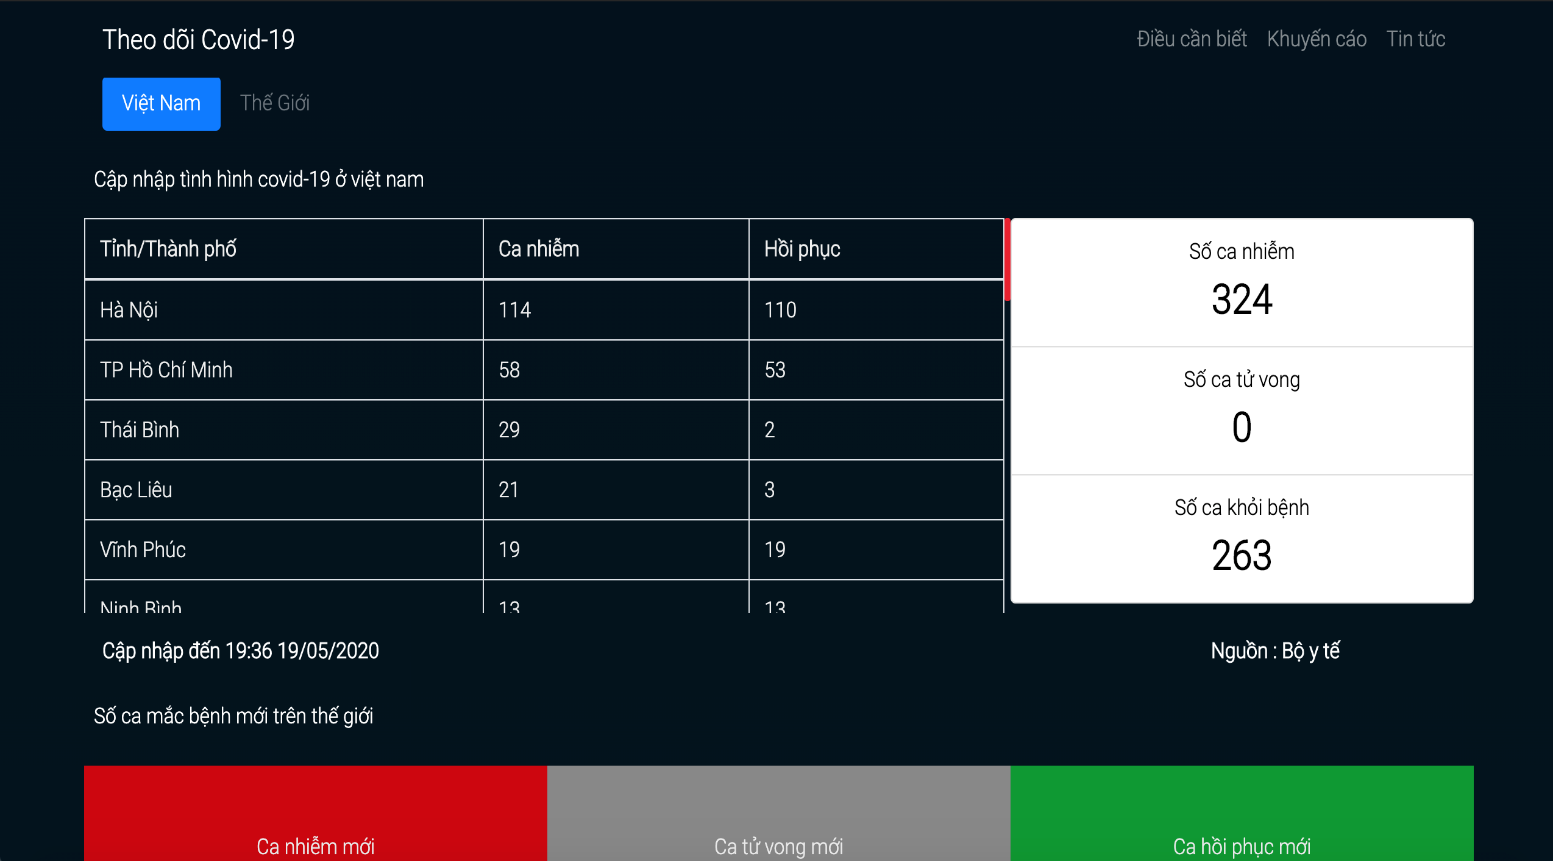 Theo dõi Covid-19
Điều cần biết Khuyến cáo Tin tức
Việt Nam Thế Giới
Cập nhập tình hình covid-19 ở việt nam
Tỉnh/Thành phố Ca nhiễm Hồi phục
Hà Nội 114 110
TP Hồ Chí Minh 58 53
Thái Bình 29 2
Bạc Liêu 21 3
Vĩnh Phúc 19 19
Ninh Bình 13 13
Số ca nhiễm
324
Số ca tử vong
0
Số ca khỏi bệnh
263
Cập nhập đến 19:36 19/05/2020
Nguồn : Bộ y tế
Số ca mắc bệnh mới trên thế giới
Ca nhiễm mới Ca tử vong mới Ca hồi phục mới